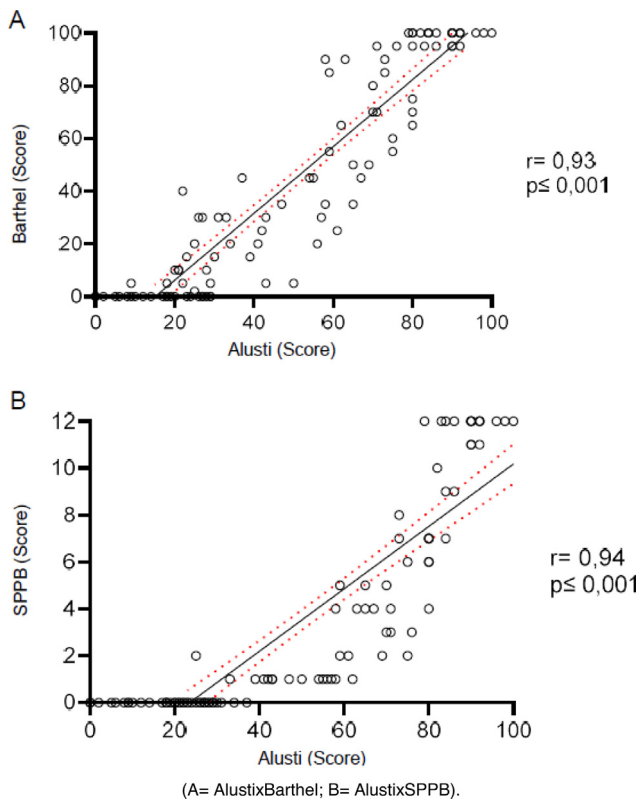 A
100
80
60
40
20
0
Barthel (Score)
0 20 40 60 80 100
Alusti (Score)
r= 0,93
p≤ 0,001
B
12
10
8
6
4
2
0
SPPB (Score)
0 20 40 60 80 100
Alusti (Score)
r= 0,94
p≤ 0,001
(A= AlustixBarthel; B= AlustixSPPB).